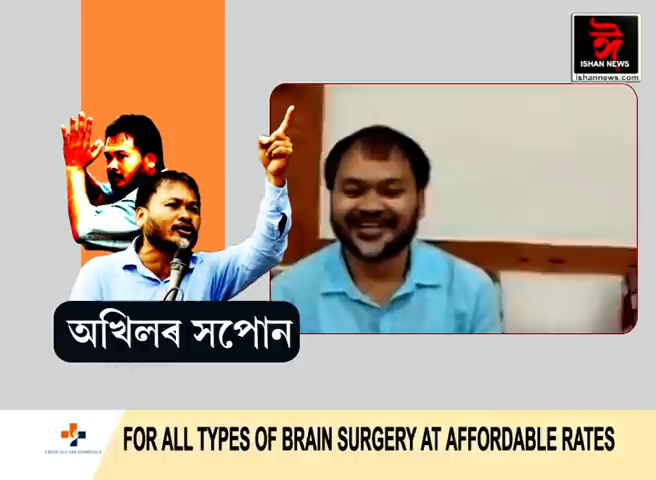 ঈ
ISHAN NEWS
ishannews.com
অখিলৰ সপোন
FOR ALL TYPES OF BRAIN SURGERY AT AFFORDABLE RATES